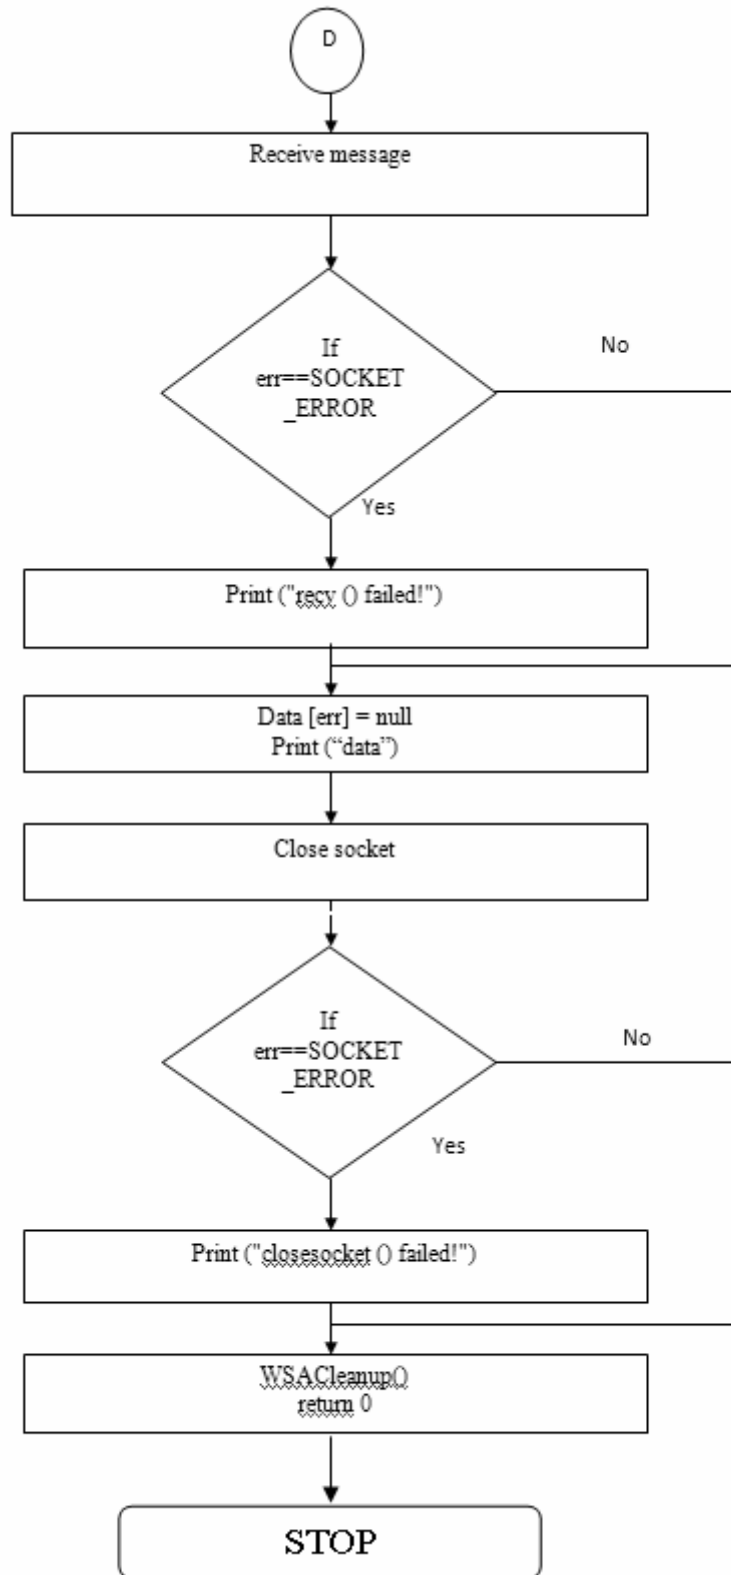 D
Receive message
If
err==SOCKET
_ERROR
No
Yes
Print ("recv () failed!")
Data [err] = null
Print (“data”)
Close socket
If
err==SOCKET
_ERROR
No
Yes
Print ("closesocket () failed!")
WSACleanup()
return 0
STOP